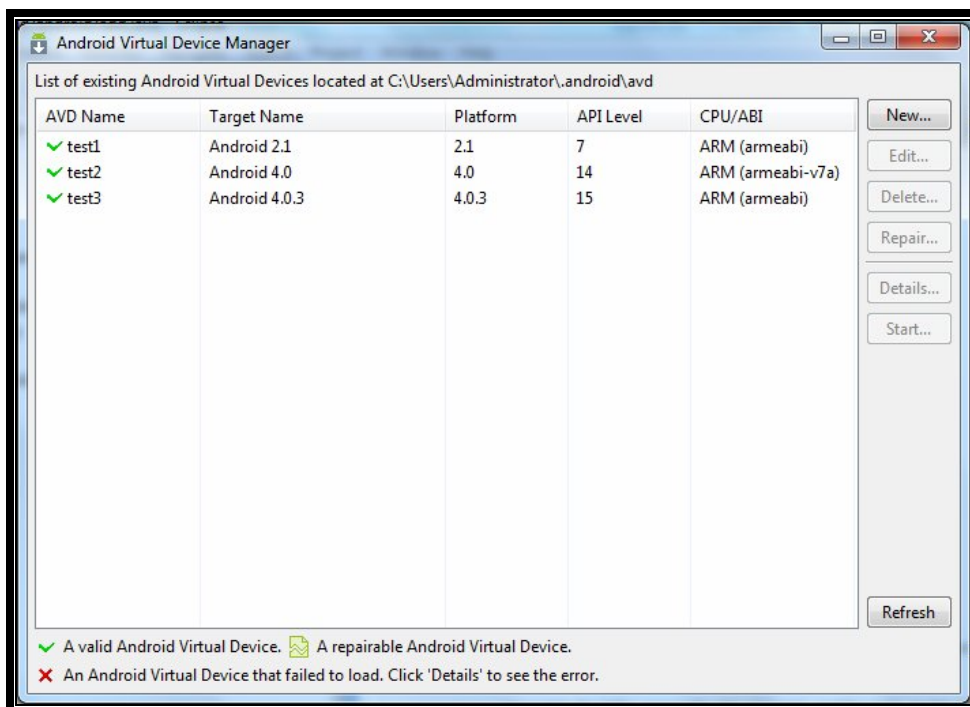 Android Virtual Device Manager
List of existing Android Virtual Devices located at C:\Users\Administrator\.android\avd
AVD Name Target Name Platform API Level CPU/ABI
test1 Android 2.1 2.1 7 ARM (armeabi)
test2 Android 4.0 4.0 14 ARM (armeabi-v7a)
test3 Android 4.0.3 4.0.3 15 ARM (armeabi)
New...
Edit...
Delete...
Repair...
Details...
Start...
Refresh
A valid Android Virtual Device. A repairable Android Virtual Device.
An Android Virtual Device that failed to load. Click 'Details' to see the error.